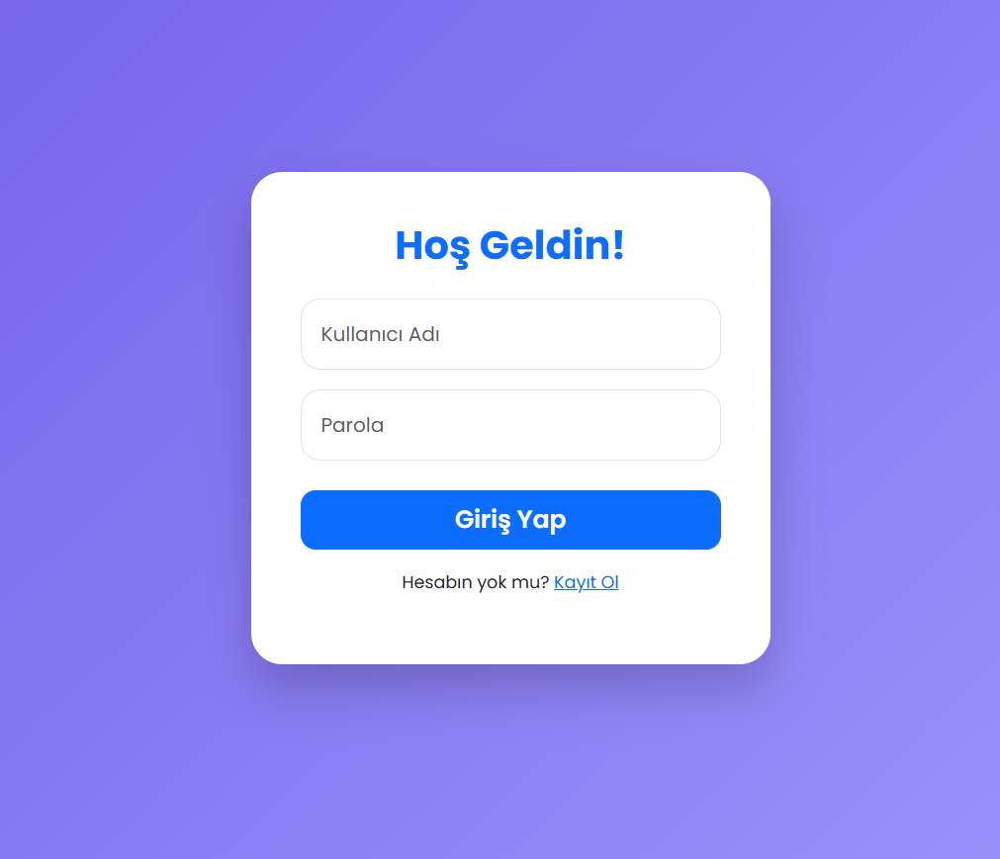 Hoş Geldin!
Kullanıcı Adı
Parola
Giriş Yap
Hesabın yok mu? Kayıt Ol